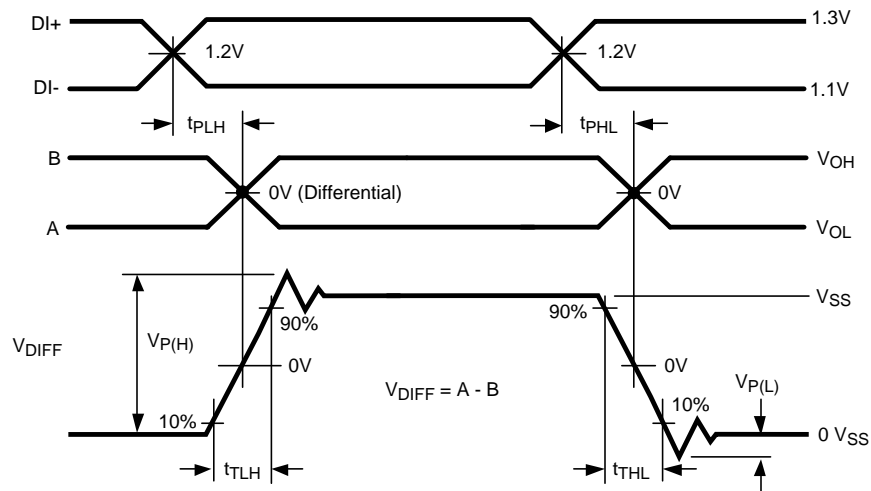 DI+ 1.3V
1.2V 1.2V
DI- 1.1V
tPLH tPHL
B VOH
0V (Differential) 0V
A VOL
VSS
90% 90%
VP(H)
VDIFF 0V 0V
VDIFF = A - B VP(L)
10% 10%
0 VSS
tTLH tTHL